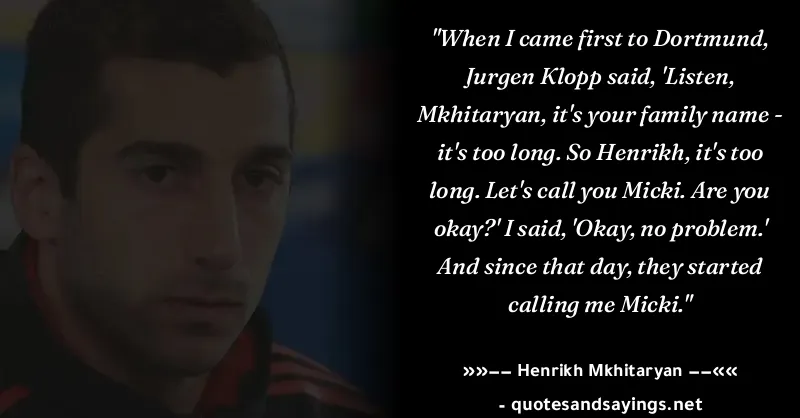 "When I came first to Dortmund,
Jurgen Klopp said, 'Listen,
Mkhitaryan, it's your family name -
it's too long. So Henrikh, it's too
long. Let's call you Micki. Are you
okay?' I said, 'Okay, no problem.'
And since that day, they started
calling me Micki."
»»−− Henrikh Mkhitaryan −−««
- quotesandsayings.net